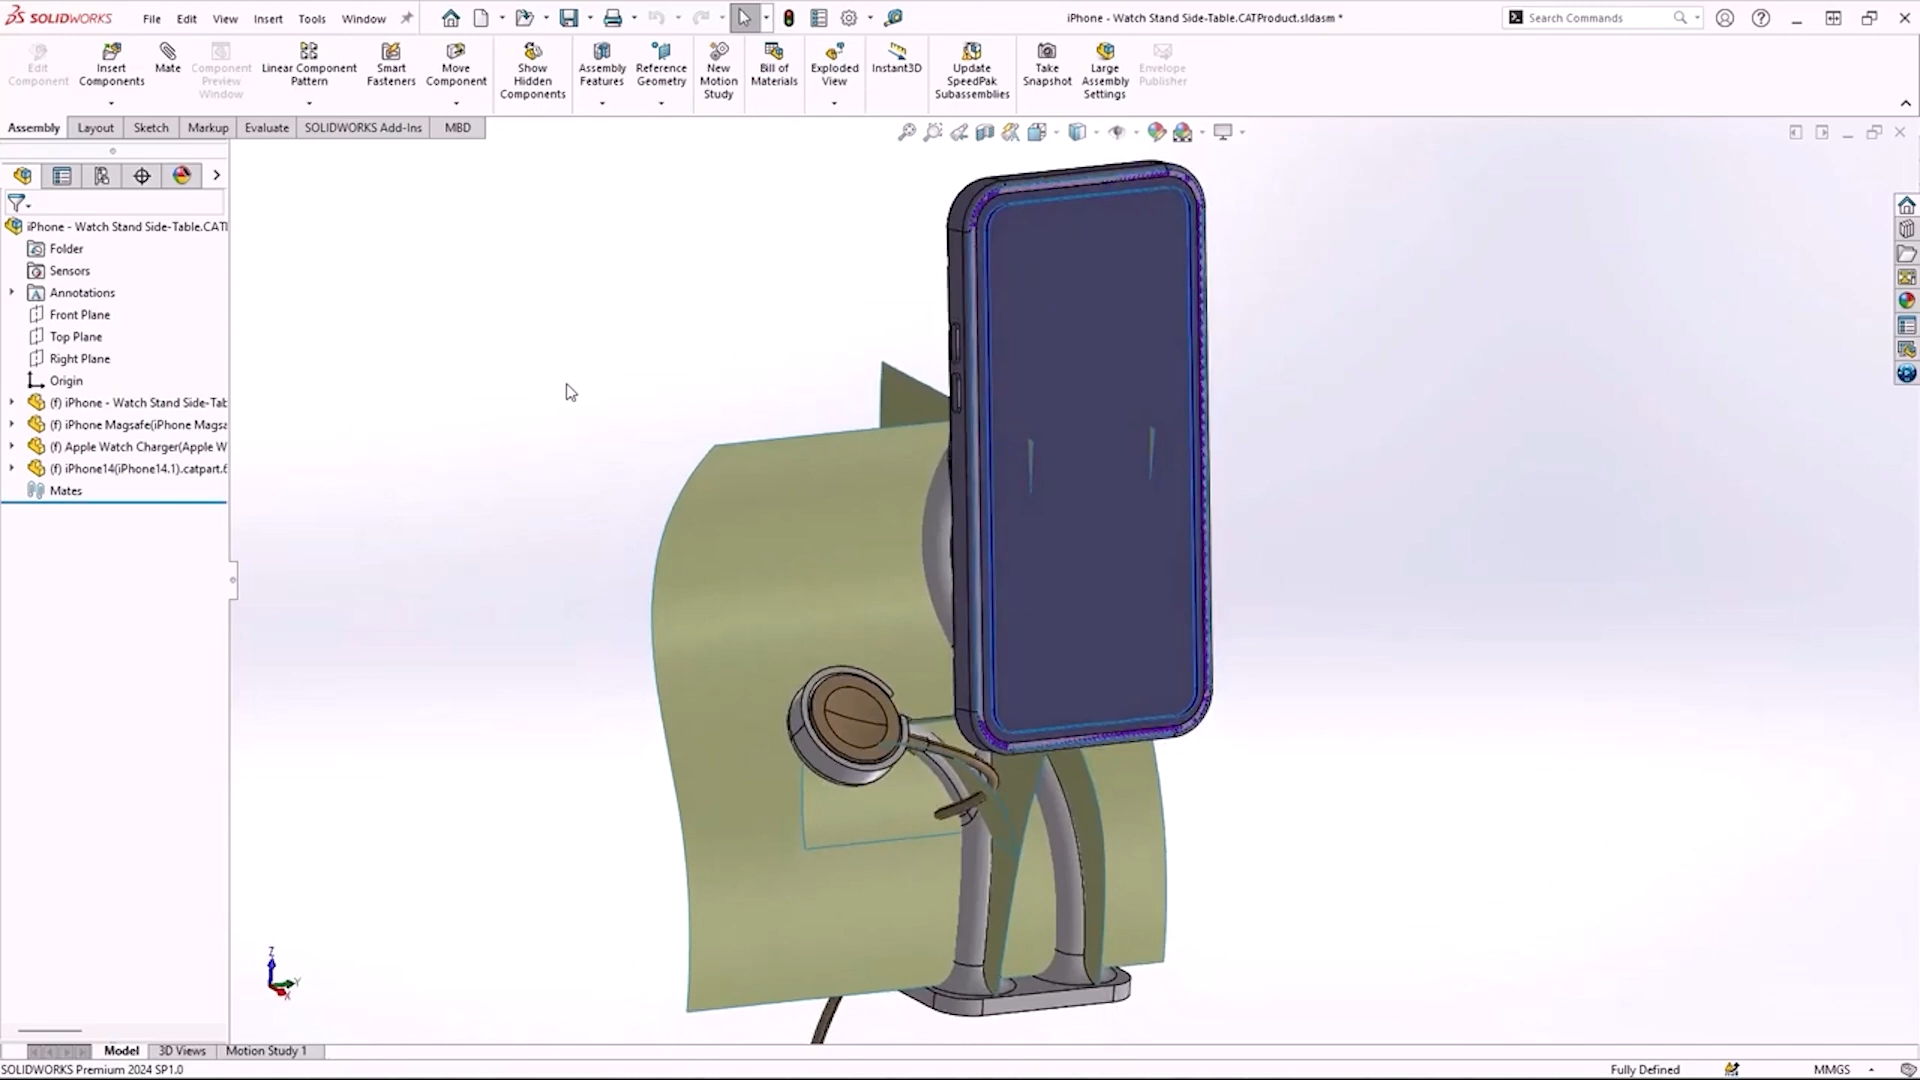 SOLIDWORKS File Edit View Insert Tools Window iPhone - Watch Stand Side-Table.CATProduct.sldasm * Search Commands
Edit Component
Insert Components
Mate
Component Preview Window
Linear Component Pattern
Smart Fasteners
Move Component
Show Hidden Components
Assembly Features
Reference Geometry
New Motion Study
Bill of Materials
Exploded View
Instant3D
Update SpeedPak Subassemblies
Take Snapshot
Large Assembly Settings
Envelope Publisher
Assembly Layout Sketch Markup Evaluate SOLIDWORKS Add-Ins MBD
iPhone - Watch Stand Side-Table.CATI
Folder
Sensors
Annotations
Front Plane
Top Plane
Right Plane
Origin
(f) iPhone - Watch Stand Side-Tab
(f) iPhone Magsafe(iPhone Magsa
(f) Apple Watch Charger(Apple W
(f) iPhone14(iPhone14.1).catpart.6
Mates
Z
Y
X
Model 3D Views Motion Study 1
SOLIDWORKS Premium 2024 SP1.0 Fully Defined MMGS